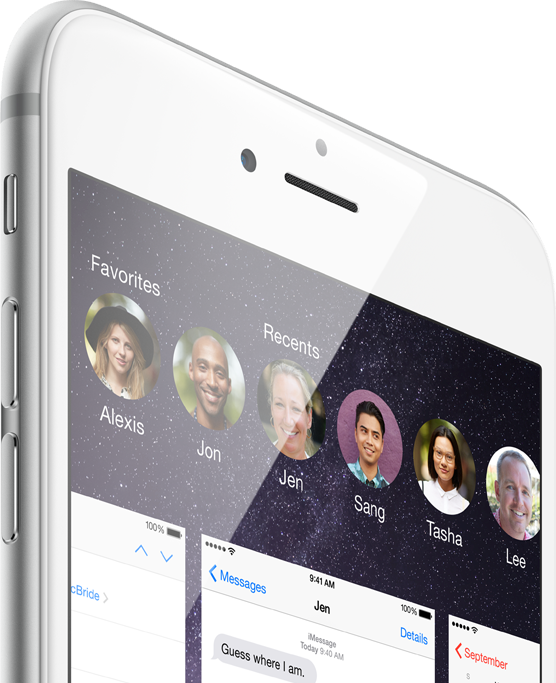 Favorites
Recents
Alexis
Jon
Jen
Sang
Tasha
Lee
100%
cBride
9:41 AM
100%
Messages
Jen
Details
iMessage
Today 9:40 AM
Guess where I am.
September
S